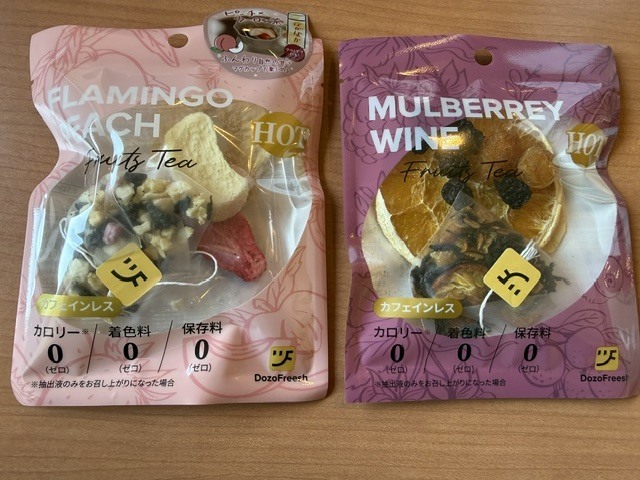 FLAMINGO
PEACH
Fruits Tea
HOT
カフェインレス
カロリー※
0
(ゼロ)
着色料
0
(ゼロ)
保存料
0
(ゼロ)
※抽出液のみをお召し上がりになった場合
DozoFreesh
MULBERREY
WINE
Fruits Tea
HOT
カフェインレス
カロリー※
0
(ゼロ)
着色料
0
(ゼロ)
保存料
0
(ゼロ)
※抽出液のみをお召し上がりになった場合
DozoFreesh